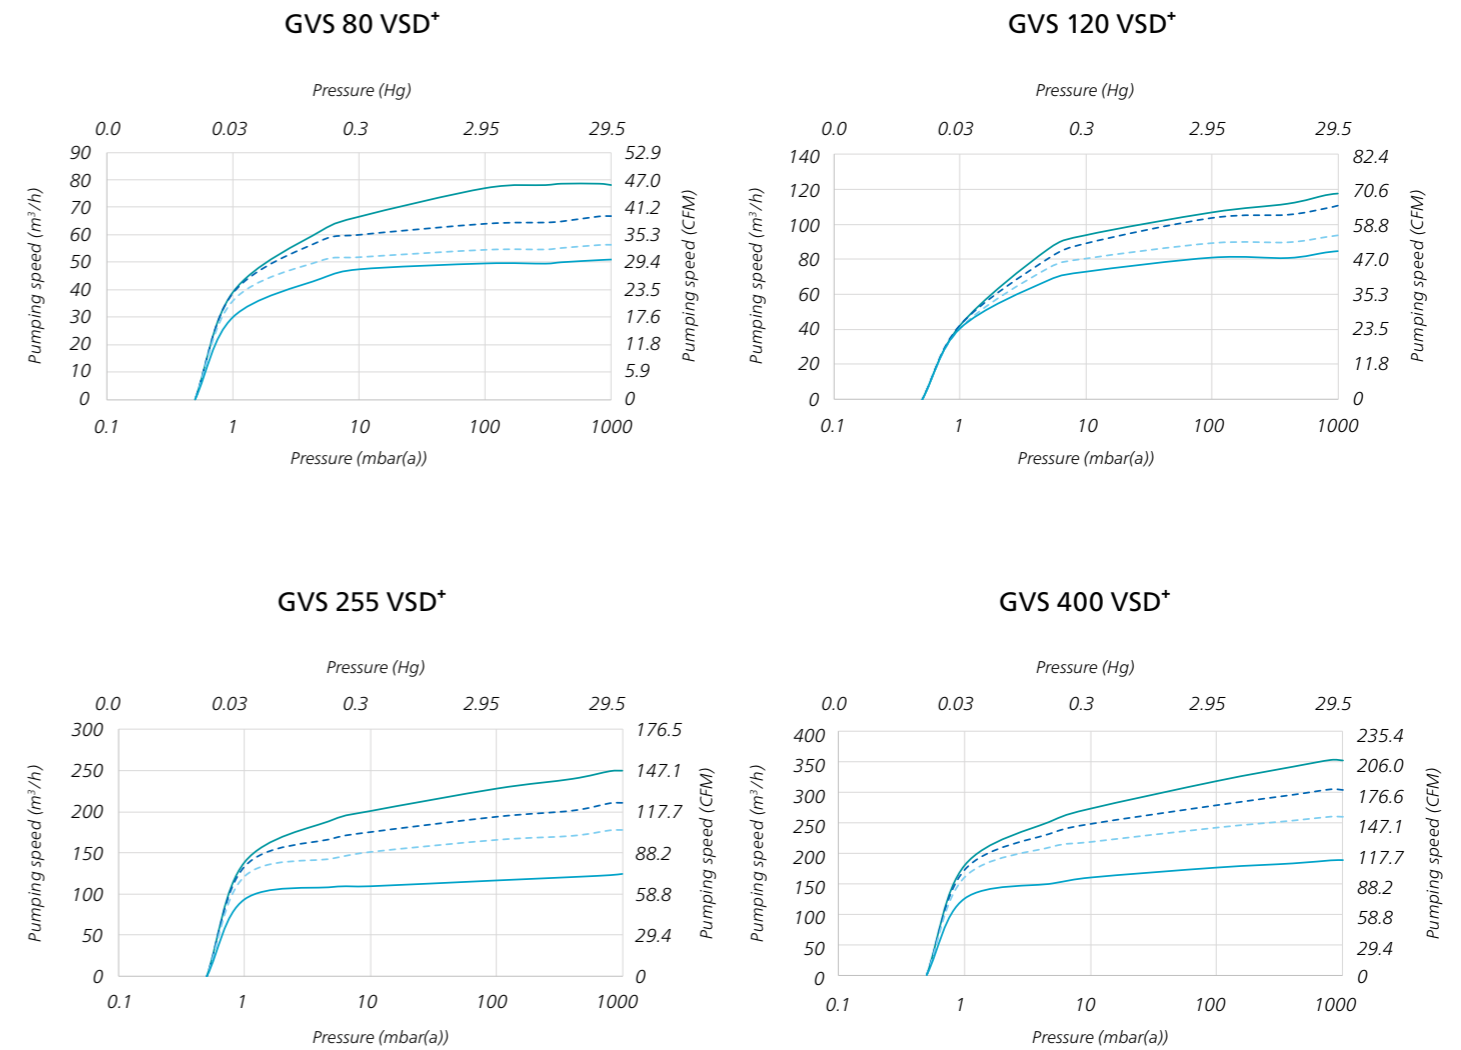 GVS 80 VSD+
Pressure (Hg)
0.0 0.03 0.3 2.95 29.5
90 52.9
80 47.0
70 41.2
60 35.3
50 29.4
40 23.5
30 17.6
20 11.8
10 5.9
0 0
Pumping speed (m³/h)
Pumping speed (CFM)
0.1 1 10 100 1000
Pressure (mbar(a))
GVS 120 VSD+
Pressure (Hg)
0.0 0.03 0.3 2.95 29.5
140 82.4
120 70.6
100 58.8
80 47.0
60 35.3
40 23.5
20 11.8
0 0
Pumping speed (m³/h)
Pumping speed (CFM)
0.1 1 10 100 1000
Pressure (mbar(a))
GVS 255 VSD+
Pressure (Hg)
0.0 0.03 0.3 2.95 29.5
300 176.5
250 147.1
200 117.7
150 88.2
100 58.8
50 29.4
0 0
Pumping speed (m³/h)
Pumping speed (CFM)
0.1 1 10 100 1000
Pressure (mbar(a))
GVS 400 VSD+
Pressure (Hg)
0.0 0.03 0.3 2.95 29.5
400 235.4
350 206.0
300 176.6
250 147.1
200 117.7
150 88.2
100 58.8
50 29.4
0 0
Pumping speed (m³/h)
Pumping speed (CFM)
0.1 1 10 100 1000
Pressure (mbar(a))